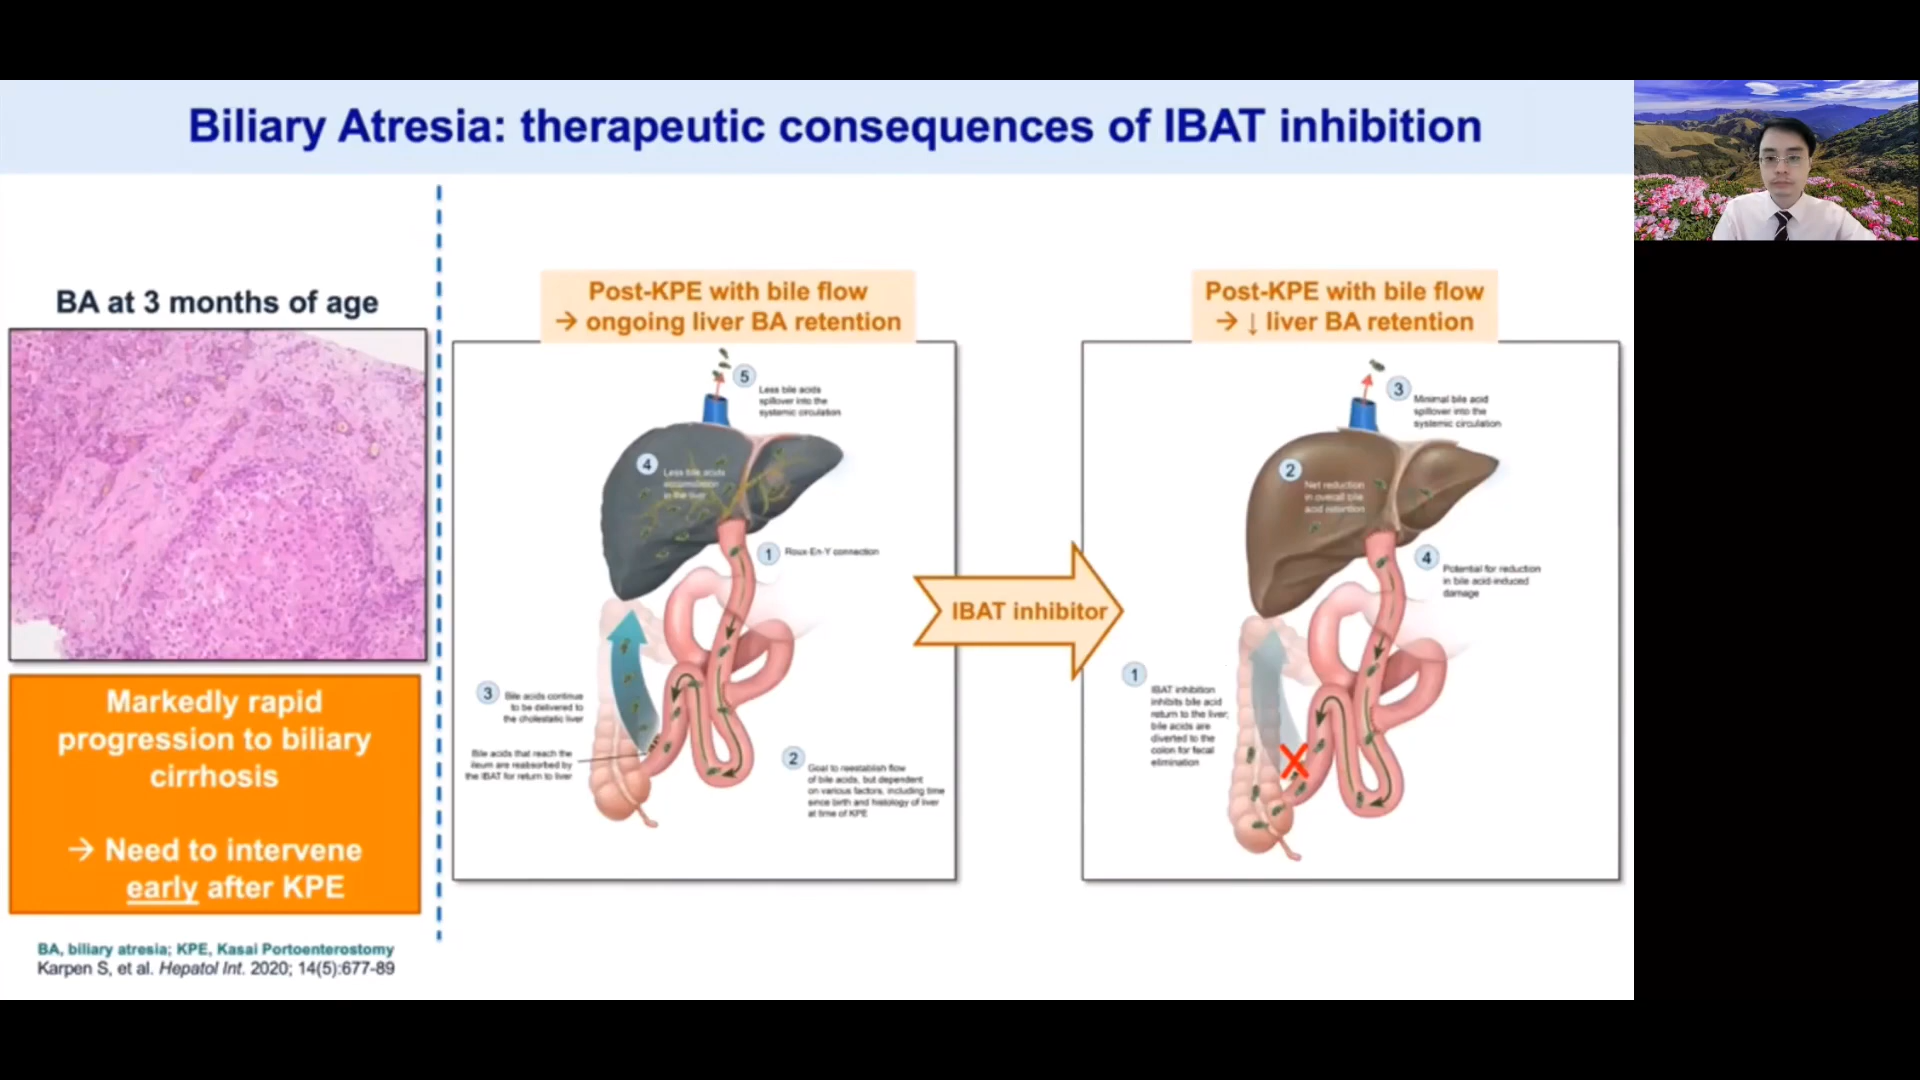 Biliary Atresia: therapeutic consequences of IBAT inhibition
BA at 3 months of age
Markedly rapid
progression to biliary
cirrhosis
→ Need to intervene
early after KPE
BA, biliary atresia; KPE, Kasai Portoenterostomy
Karpen S, et al. Hepatol Int. 2020; 14(5):677-89
Post-KPE with bile flow
→ ongoing liver BA retention
5
Less bile acids
spillover into the
systemic circulation
4
Less bile acids
accumulation
in the liver
1
Roux-En-Y connection
3
Bile acids continue
to be delivered to
the cholestatic liver
Bile acids that reach the
ileum are reabsorbed by
the IBAT for return to liver
2
Goal to reestablish flow
of bile acids, but dependent
on various factors, including time
since birth and histology of liver
at time of KPE
IBAT inhibitor
Post-KPE with bile flow
→ ↓ liver BA retention
3
Minimal bile acid
spillover into the
systemic circulation
2
Net reduction
in overall bile
acid retention
4
Potential for reduction
in bile acid-induced
damage
1
IBAT inhibition
inhibits bile acid
return to the liver;
bile acids are
diverted to the
colon for fecal
elimination